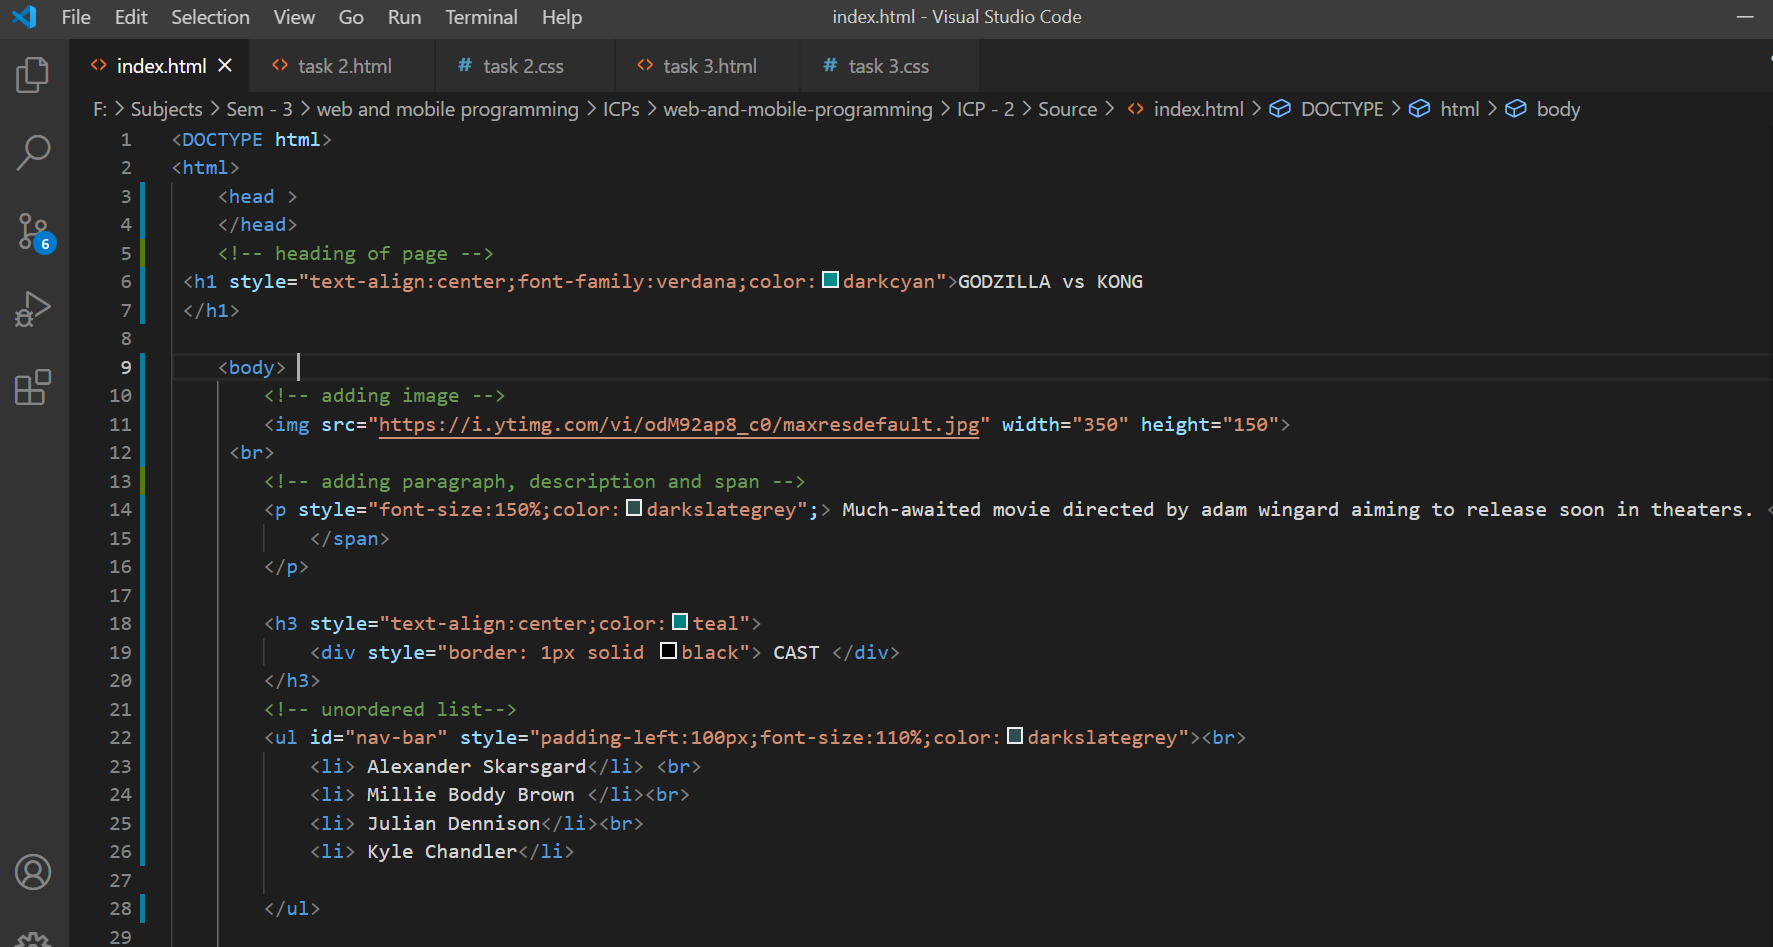 File Edit Selection View Go Run Terminal Help index.html - Visual Studio Code
index.html task 2.html # task 2.css task 3.html # task 3.css
F: > Subjects > Sem - 3 > web and mobile programming > ICPs > web-and-mobile-programming > ICP - 2 > Source > <> index.html > DOCTYPE > html > body
1 <DOCTYPE html>
2 <html>
3 <head >
4 </head>
5 <!-- heading of page -->
6 <h1 style="text-align:center;font-family:verdana;color:darkcyan">GODZILLA vs KONG
7 </h1>
8
9 <body>
10 <!-- adding image -->
11 <img src="https://i.ytimg.com/vi/odM92ap8_c0/maxresdefault.jpg" width="350" height="150">
12 <br>
13 <!-- adding paragraph, description and span -->
14 <p style="font-size:150%;color:darkslategrey";> Much-awaited movie directed by adam wingard aiming to release soon in theaters. <
15 </span>
16 </p>
17
18 <h3 style="text-align:center;color:teal">
19 <div style="border: 1px solid black"> CAST </div>
20 </h3>
21 <!-- unordered list-->
22 <ul id="nav-bar" style="padding-left:100px;font-size:110%;color:darkslategrey"><br>
23 <li> Alexander Skarsgard</li> <br>
24 <li> Millie Boddy Brown </li><br>
25 <li> Julian Dennison</li><br>
26 <li> Kyle Chandler</li>
27
28 </ul>
29
6